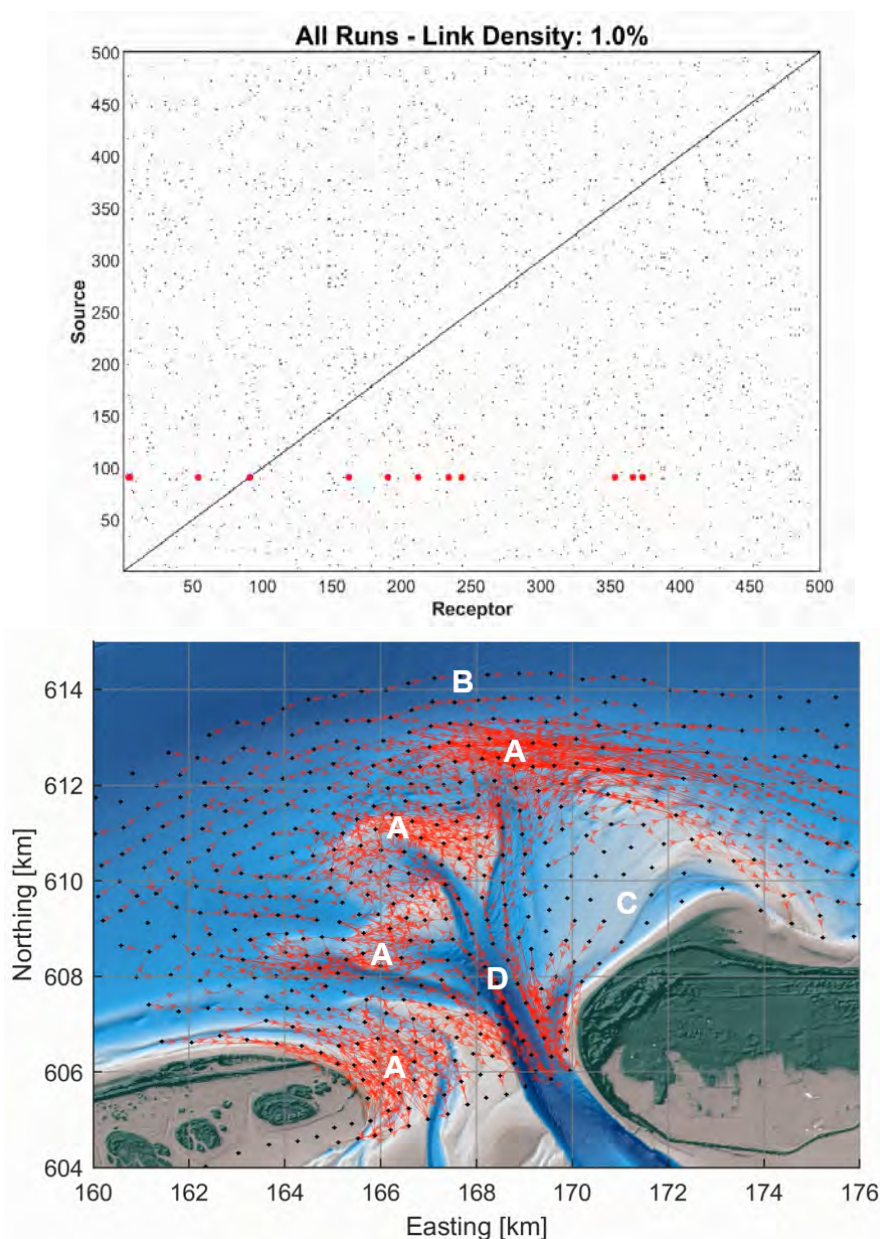 All Runs - Link Density: 1.0%
500
450
400
350
300
250
200
150
100
50
Source
50 100 150 200 250 300 350 400 450 500
Receptor
614
612
610
608
606
604
Northing [km]
B
A
A
C
A
D
A
160 162 164 166 168 170 172 174 176
Easting [km]